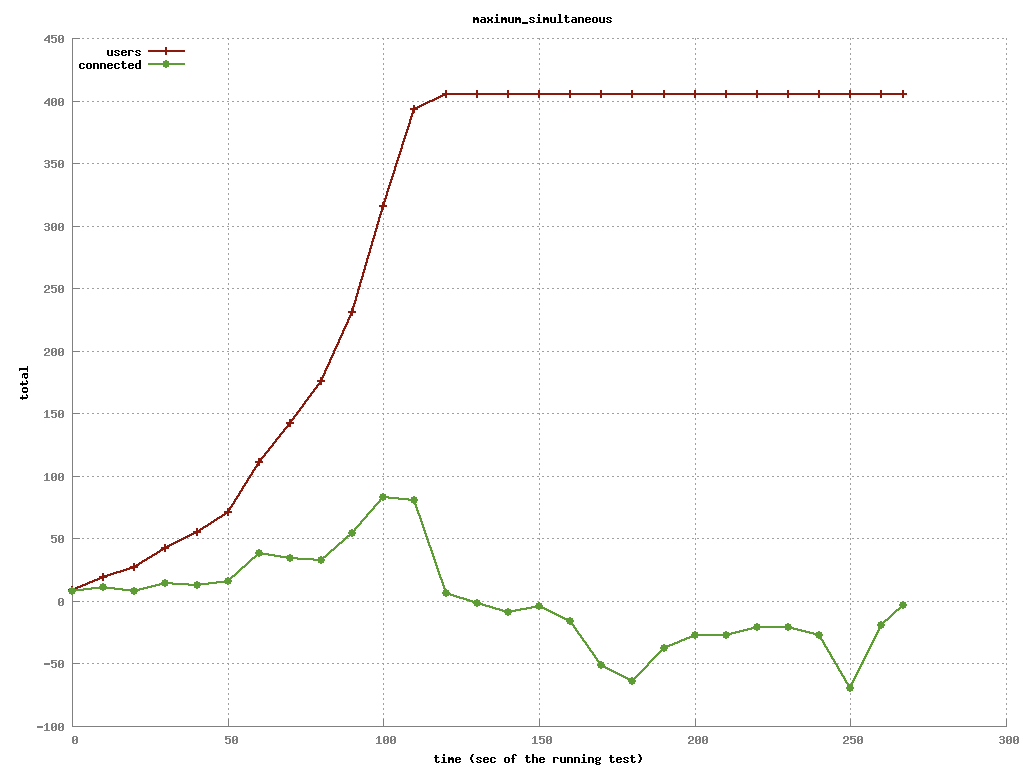 maximum_simultaneous
450
users
connected
400
350
300
250
200
total
150
100
50
0
-50
-100
0 50 100 150 200 250 300
time (sec of the running test)